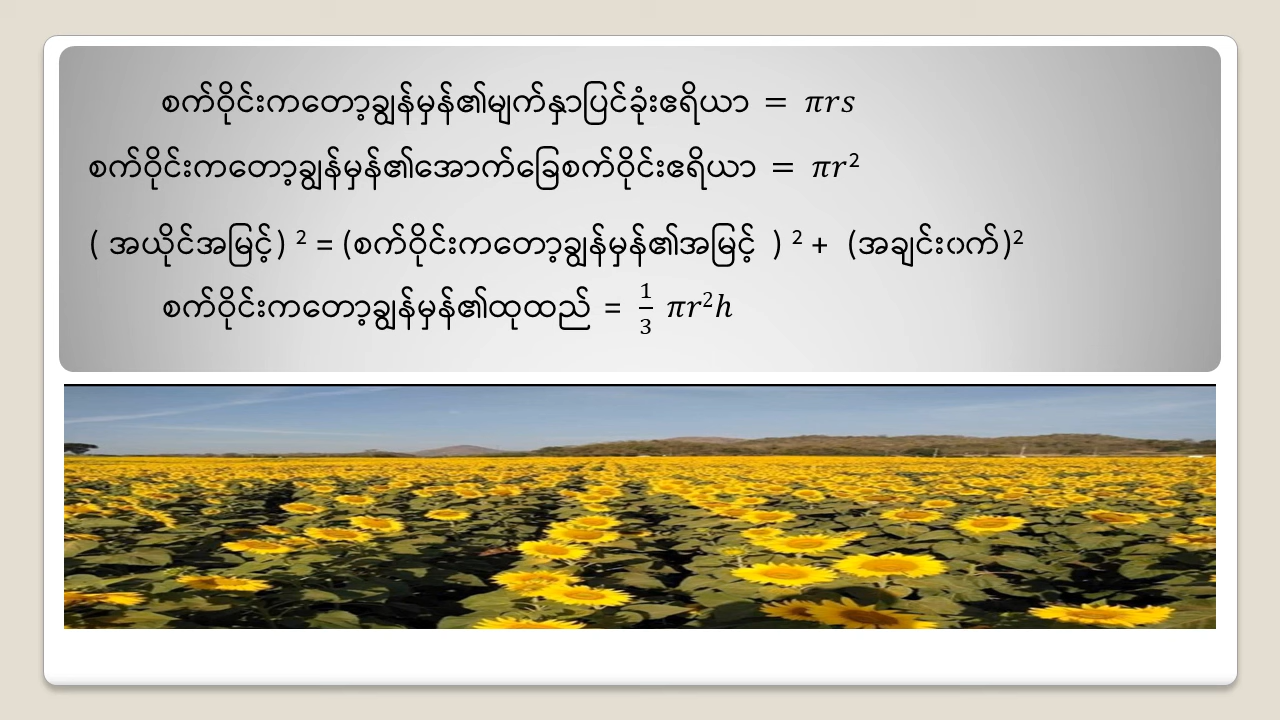 စက်ဝိုင်းကတော့ချွန်မှန်၏မျက်နှာပြင်ခုံးဧရိယာ = πrs
စက်ဝိုင်းကတော့ချွန်မှန်၏အောက်ခြေစက်ဝိုင်းဧရိယာ = πr²
( အယိုင်အမြင့်) ² = (စက်ဝိုင်းကတော့ချွန်မှန်၏အမြင့် ) ² + (အချင်း၀က်)²
စက်ဝိုင်းကတော့ချွန်မှန်၏ထုထည် = 1/3 πr²h